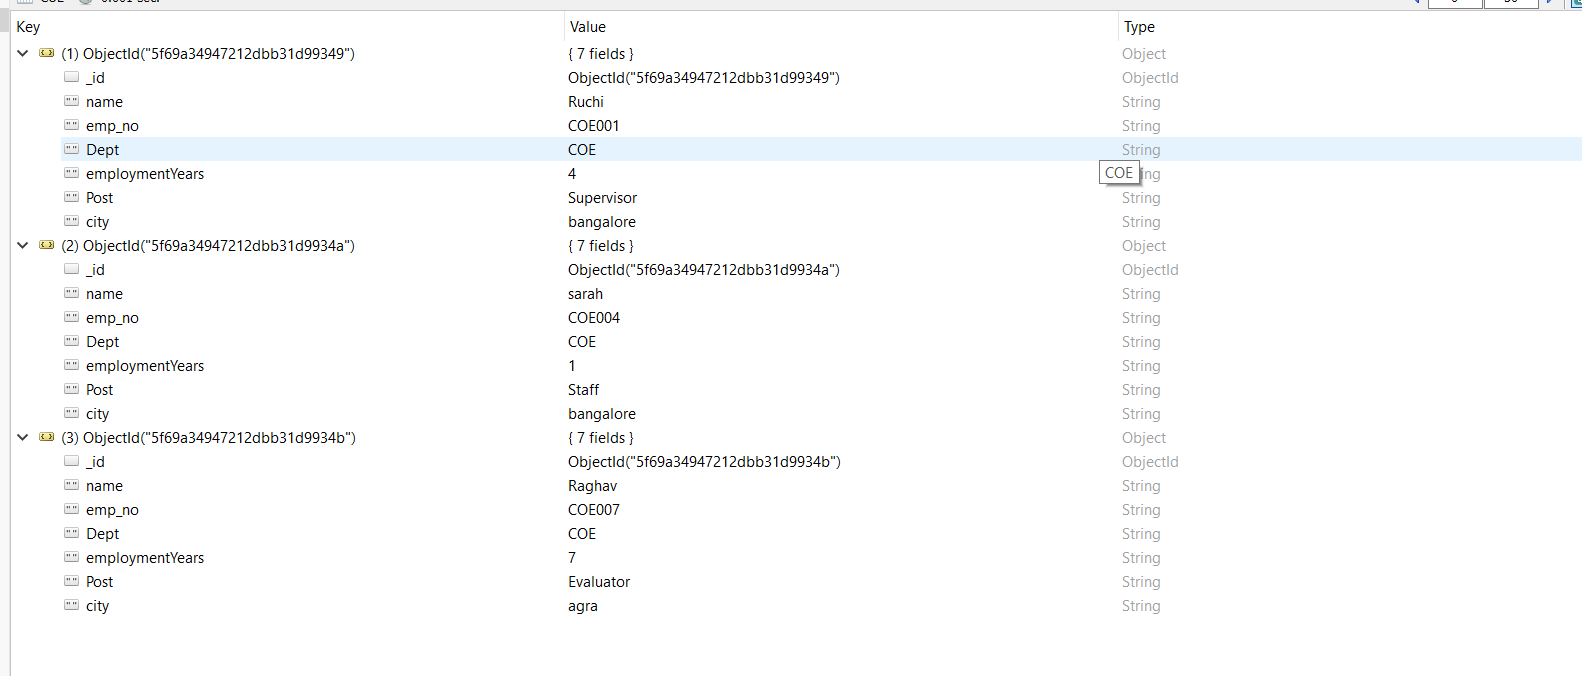 Key Value Type
(1) ObjectId("5f69a34947212dbb31d99349") { 7 fields } Object
_id ObjectId("5f69a34947212dbb31d99349") ObjectId
name Ruchi String
emp_no COE001 String
Dept COE String
employmentYears 4 COE ing
Post Supervisor String
city bangalore String
(2) ObjectId("5f69a34947212dbb31d9934a") { 7 fields } Object
_id ObjectId("5f69a34947212dbb31d9934a") ObjectId
name sarah String
emp_no COE004 String
Dept COE String
employmentYears 1 String
Post Staff String
city bangalore String
(3) ObjectId("5f69a34947212dbb31d9934b") { 7 fields } Object
_id ObjectId("5f69a34947212dbb31d9934b") ObjectId
name Raghav String
emp_no COE007 String
Dept COE String
employmentYears 7 String
Post Evaluator String
city agra String